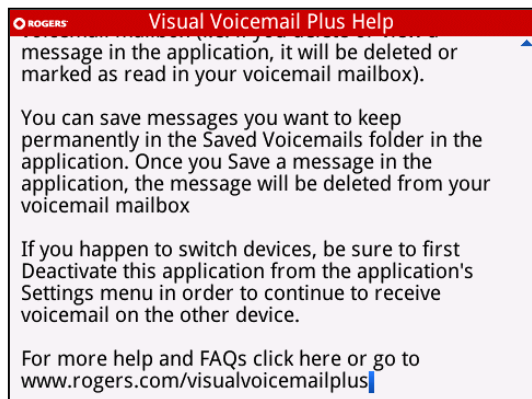 ROGERS Visual Voicemail Plus Help
message in the application, it will be deleted or
marked as read in your voicemail mailbox).
You can save messages you want to keep
permanently in the Saved Voicemails folder in the
application. Once you Save a message in the
application, the message will be deleted from your
voicemail mailbox
If you happen to switch devices, be sure to first
Deactivate this application from the application's
Settings menu in order to continue to receive
voicemail on the other device.
For more help and FAQs click here or go to
www.rogers.com/visualvoicemailplus